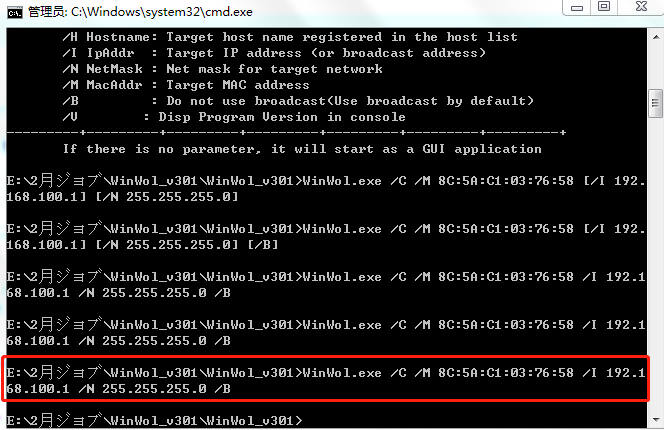 管理员: C:\Windows\system32\cmd.exe
/H Hostname: Target host name registered in the host list
/I IpAddr  : Target IP address (or broadcast address)
/N NetMask : Net mask for target network
/M MacAddr : Target MAC address
/B         : Do not use broadcast(Use broadcast by default)
/V        : Disp Program Version in console
---------+---------+---------+---------+---------+---------+---------+
If there is no parameter, it will start as a GUI application
E:\2月ジョブ\WinWol_v301\WinWol_v301>WinWol.exe /C /M 8C:5A:C1:03:76:58 [/I 192.
168.100.1] [/N 255.255.255.0]
E:\2月ジョブ\WinWol_v301\WinWol_v301>WinWol.exe /C /M 8C:5A:C1:03:76:58 [/I 192.
168.100.1] [/N 255.255.255.0] [/B]
E:\2月ジョブ\WinWol_v301\WinWol_v301>WinWol.exe /C /M 8C:5A:C1:03:76:58 /I 192.1
68.100.1 /N 255.255.255.0 /B
E:\2月ジョブ\WinWol_v301\WinWol_v301>WinWol.exe /C /M 8C:5A:C1:03:76:58 /I 192.1
68.100.1 /N 255.255.255.0 /B
E:\2月ジョブ\WinWol_v301\WinWol_v301>WinWol.exe /C /M 8C:5A:C1:03:76:58 /I 192.1
68.100.1 /N 255.255.255.0 /B
E:\2月ジョブ\WinWol_v301\WinWol_v301>